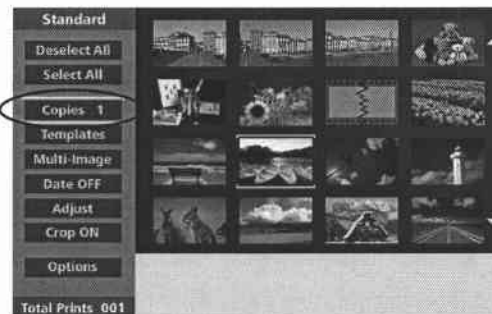 Standard
Deselect All
Select All
Copies 1
Templates
Multi-Image
Date OFF
Adjust
Crop ON
Options
Total Prints 001